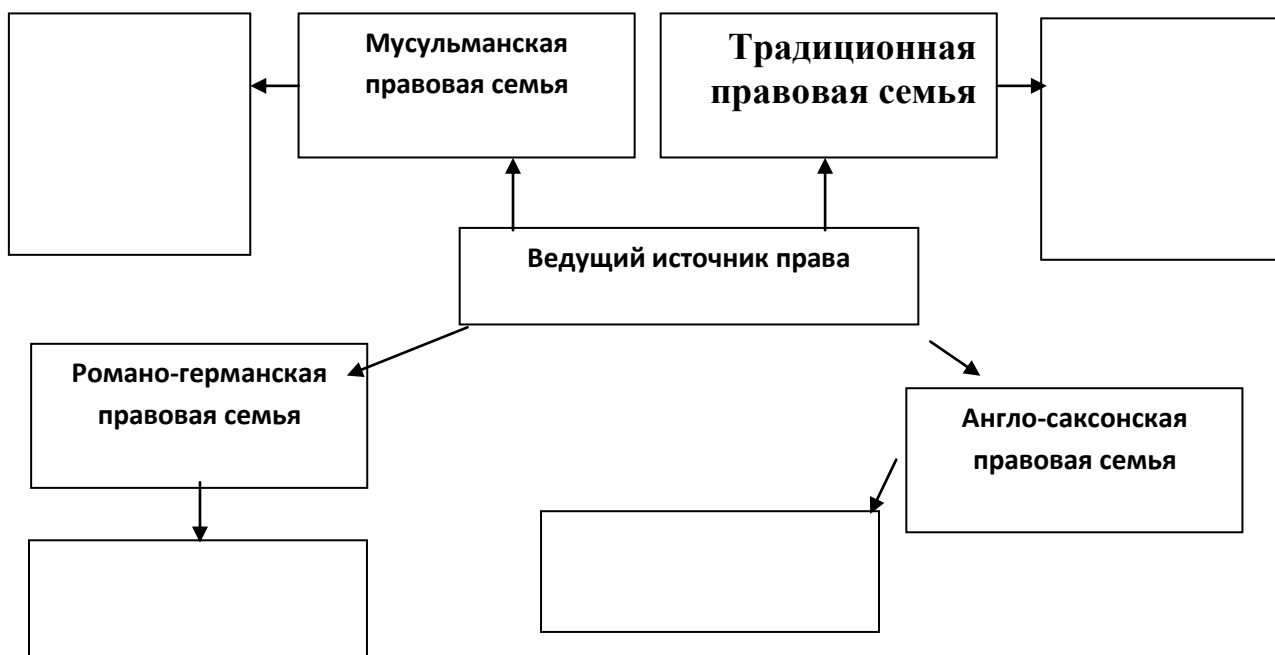 Мусульманская
правовая семья
Традиционная
правовая семья
Ведущий источник права
Романо-германская
правовая семья
Англо-саксонская
правовая семья